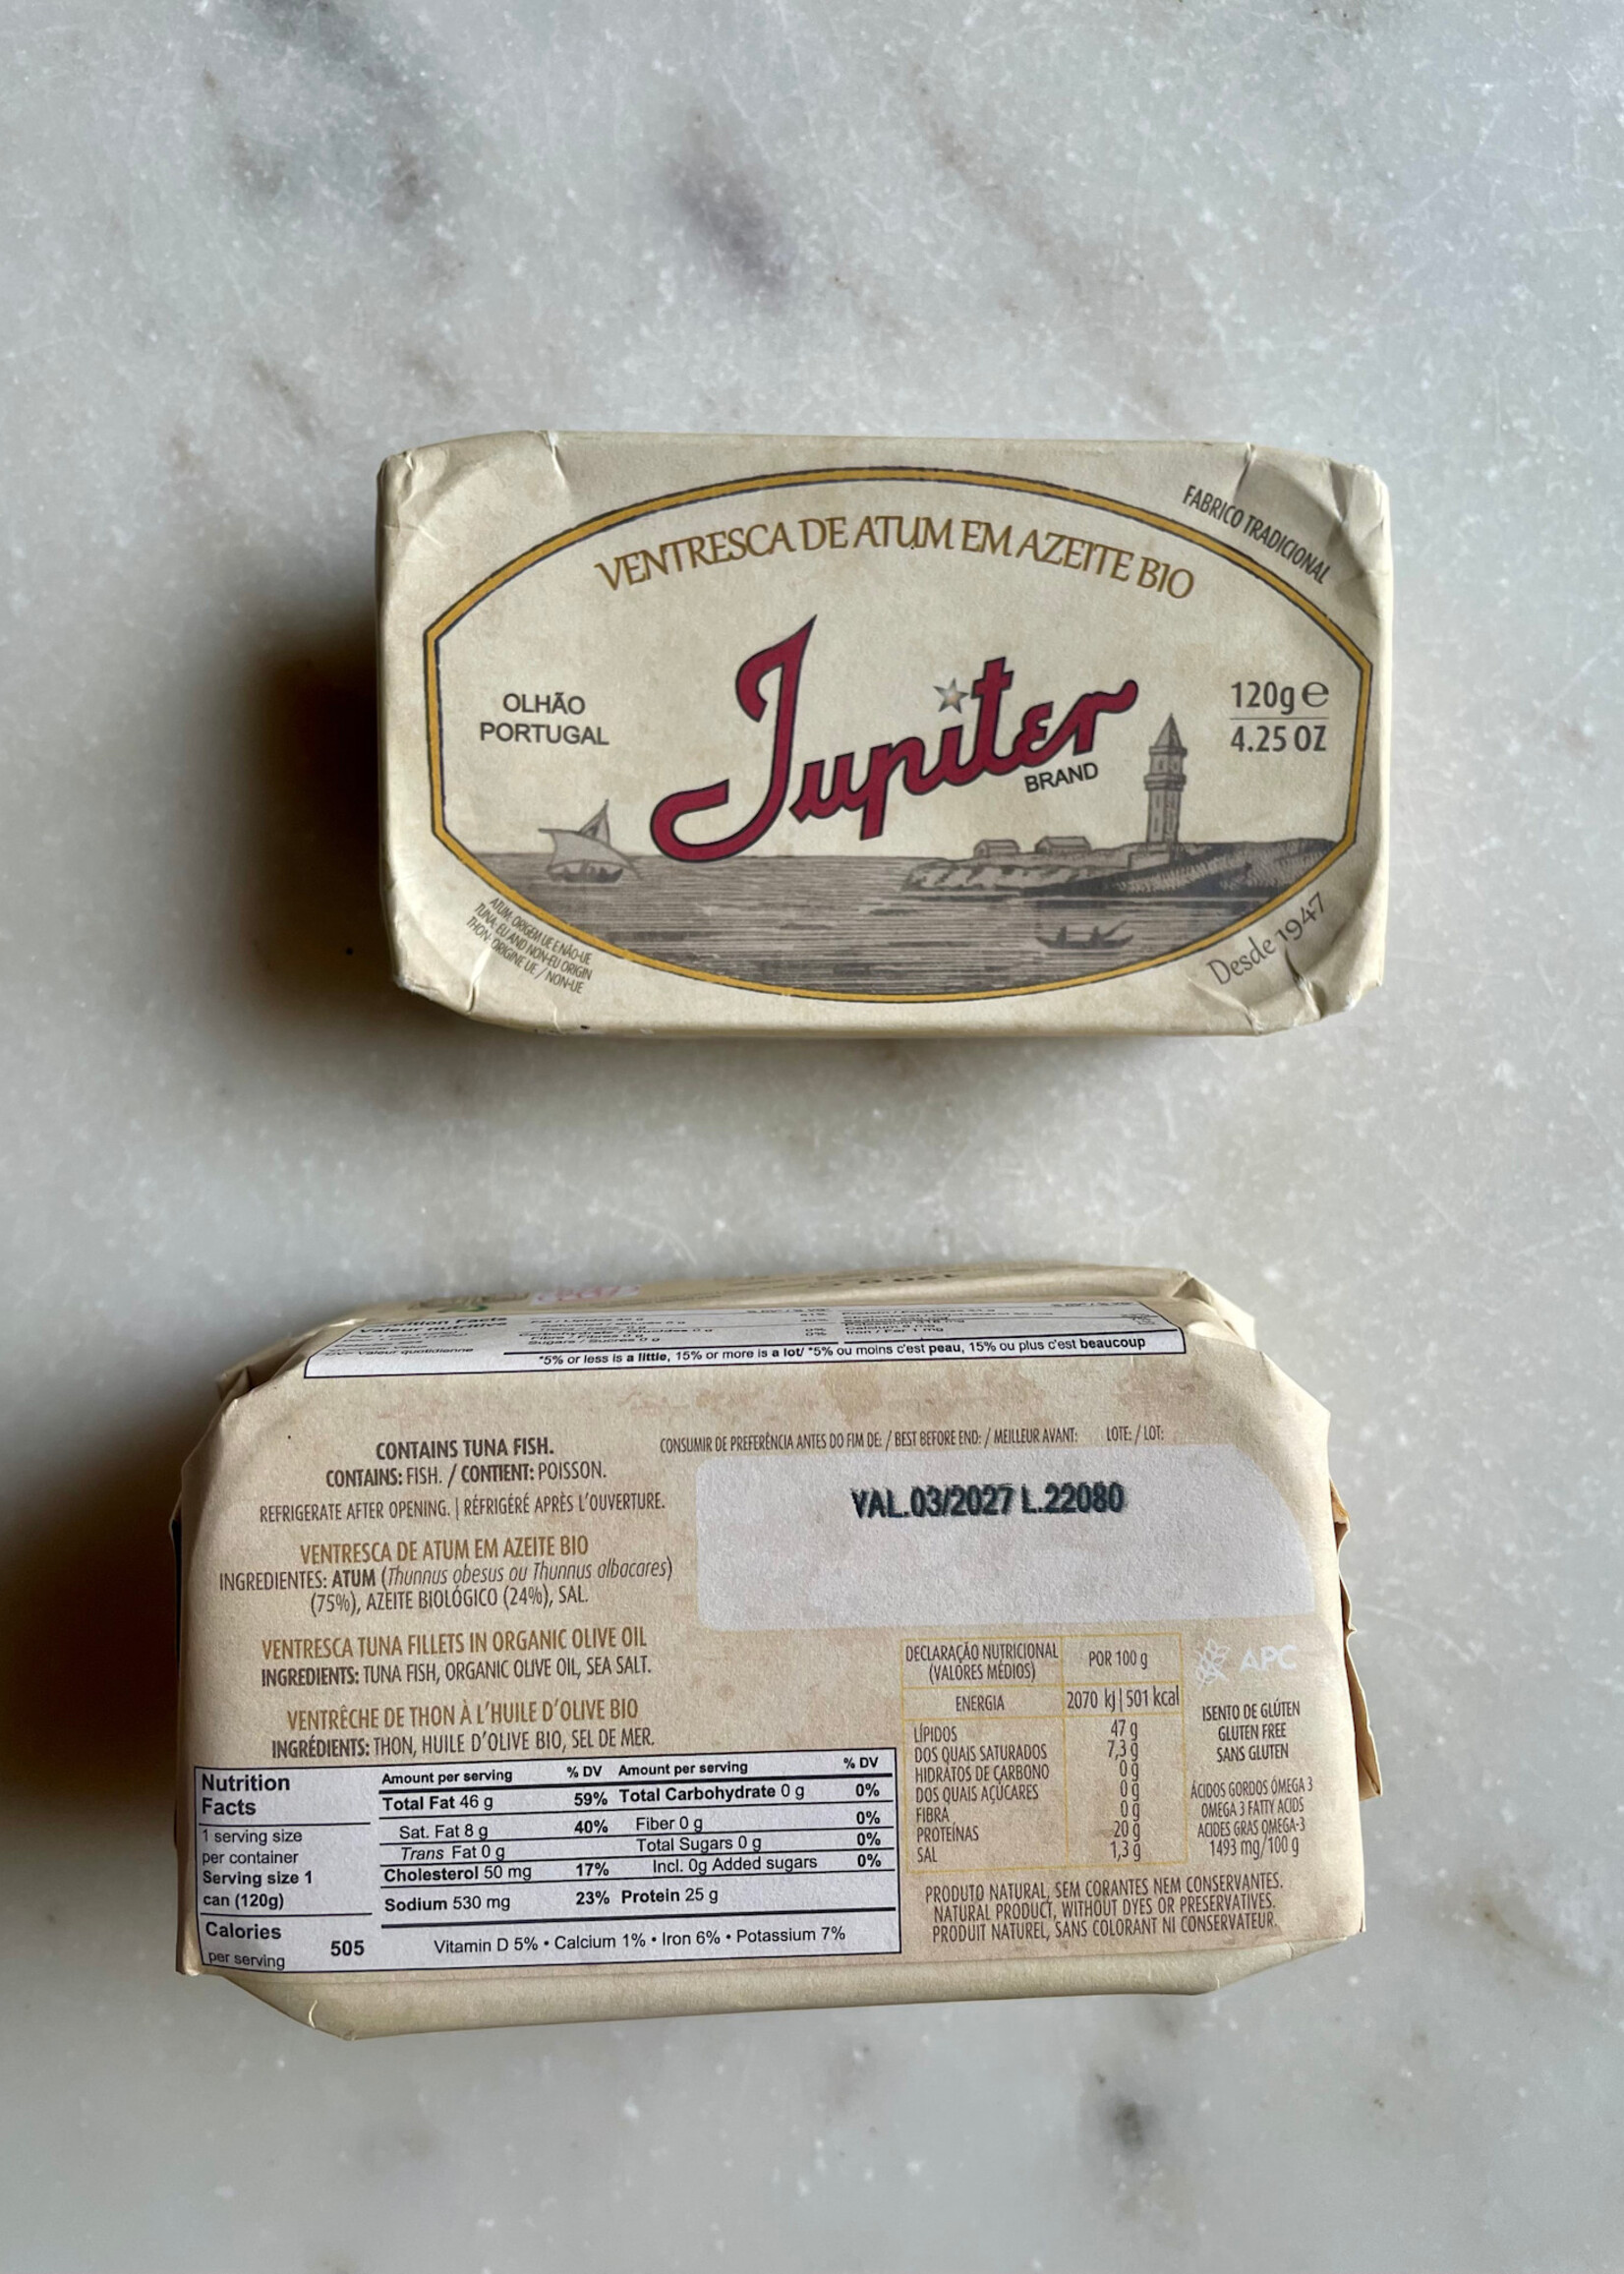 VENTRESCA DE ATUM EM AZEITE BIO
FABRICO TRADICIONAL
OLHÃO
PORTUGAL
Jupiter
BRAND
120g e
4.25 OZ
ATUM: ORIGEM UE E NÃO-UE
TUNA: EU AND NON-EU ORIGIN
THON: ORIGINE UE / NON-UE
Desde 1947
Nutrition Facts
Valeur nutritive
valeur quotidienne
*5% or less is a little, 15% or more is a lot/ *5% ou moins c'est peau, 15% ou plus c'est beaucoup
CONTAINS TUNA FISH.
CONTAINS: FISH. / CONTIENT: POISSON.
REFRIGERATE AFTER OPENING. | RÉFRIGÉRÉ APRÈS L'OUVERTURE.
CONSUMIR DE PREFERÊNCIA ANTES DO FIM DE: / BEST BEFORE END: / MEILLEUR AVANT: LOTE: / LOT:
VAL.03/2027 L.22080
VENTRESCA DE ATUM EM AZEITE BIO
INGREDIENTES: ATUM (Thunnus obesus ou Thunnus albacares)
(75%), AZEITE BIOLÓGICO (24%), SAL.
VENTRESCA TUNA FILLETS IN ORGANIC OLIVE OIL
INGREDIENTS: TUNA FISH, ORGANIC OLIVE OIL, SEA SALT.
VENTRÊCHE DE THON À L'HUILE D'OLIVE BIO
INGRÉDIENTS: THON, HUILE D'OLIVE BIO, SEL DE MER.
Nutrition
Facts
1 serving size
per container
Serving size 1
can (120g)
Calories
per serving 505
Amount per serving % DV Amount per serving % DV
Total Fat 46 g 59% Total Carbohydrate 0 g 0%
Sat. Fat 8 g 40% Fiber 0 g 0%
Trans Fat 0 g Total Sugars 0 g 0%
Cholesterol 50 mg 17% Incl. 0g Added sugars 0%
Sodium 530 mg 23% Protein 25 g
Vitamin D 5% • Calcium 1% • Iron 6% • Potassium 7%
DECLARAÇÃO NUTRICIONAL
(VALORES MÉDIOS) POR 100 g
ENERGIA 2070 kj | 501 kcal
LÍPIDOS 47 g
DOS QUAIS SATURADOS 7,3 g
HIDRATOS DE CARBONO 0 g
DOS QUAIS AÇÚCARES 0 g
FIBRA 0 g
PROTEÍNAS 20 g
SAL 1,3 g
APC
ISENTO DE GLÚTEN
GLUTEN FREE
SANS GLUTEN
ÁCIDOS GORDOS ÓMEGA 3
OMEGA 3 FATTY ACIDS
ACIDES GRAS OMEGA-3
1493 mg/100 g
PRODUTO NATURAL, SEM CORANTES NEM CONSERVANTES.
NATURAL PRODUCT, WITHOUT DYES OR PRESERVATIVES.
PRODUIT NATUREL, SANS COLORANT NI CONSERVATEUR.